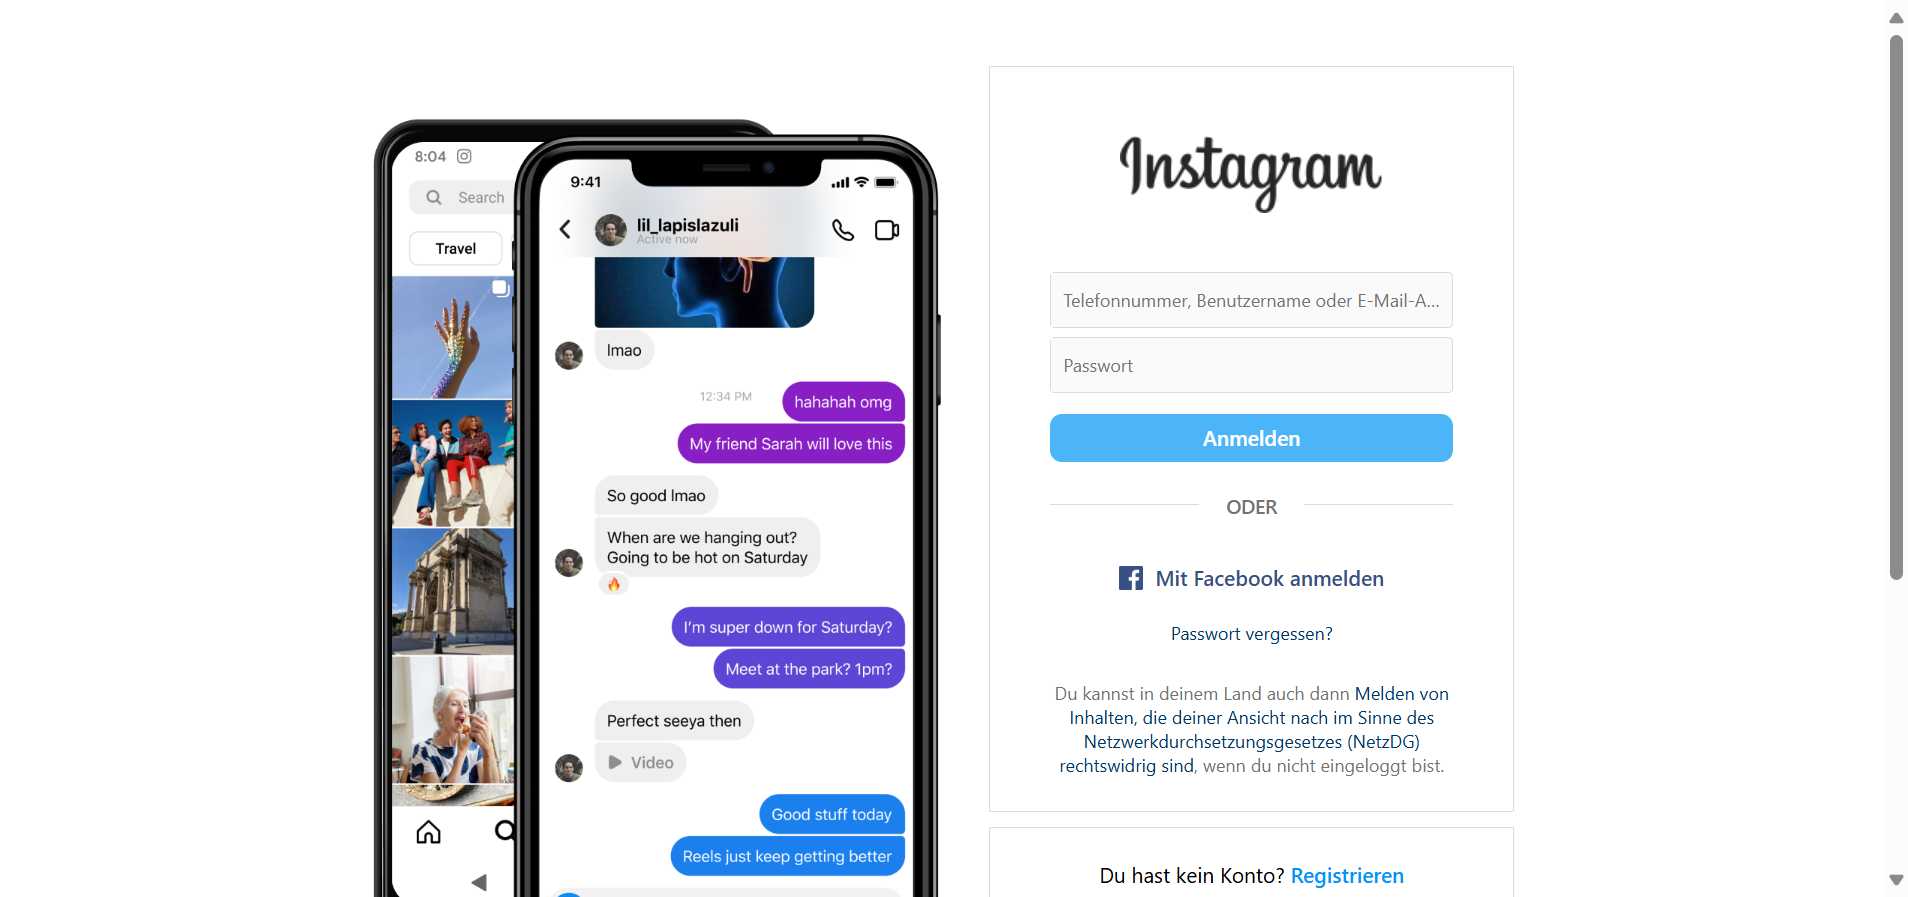 8:04
Search
Travel
9:41
lil_lapislazuli
Active now
lmao
12:34 PM
hahahah omg
My friend Sarah will love this
So good lmao
When are we hanging out?
Going to be hot on Saturday
I'm super down for Saturday?
Meet at the park? 1pm?
Perfect seeya then
Video
Good stuff today
Reels just keep getting better
Instagram
Telefonnummer, Benutzername oder E-Mail-A...
Passwort
Anmelden
ODER
Mit Facebook anmelden
Passwort vergessen?
Du kannst in deinem Land auch dann Melden von
Inhalten, die deiner Ansicht nach im Sinne des
Netzwerkdurchsetzungsgesetzes (NetzDG)
rechtswidrig sind, wenn du nicht eingeloggt bist.
Du hast kein Konto? Registrieren